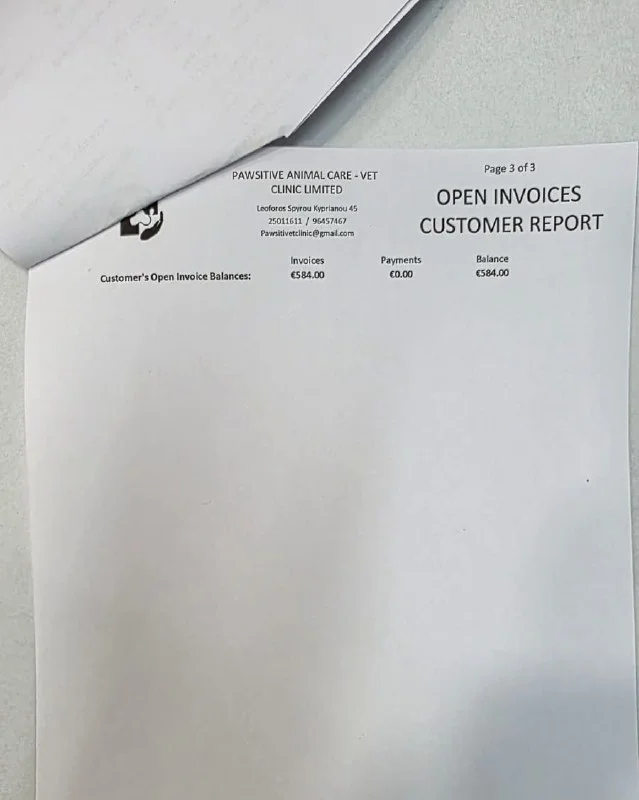 PAWSITIVE ANIMAL CARE - VET
CLINIC LIMITED
Leoforos Spyrou Kyprianou 45
25011611 / 96457467
Pawsitivetclinic@gmail.com
Page 3 of 3
OPEN INVOICES
CUSTOMER REPORT
Invoices Payments Balance
Customer's Open Invoice Balances: €584.00 €0.00 €584.00